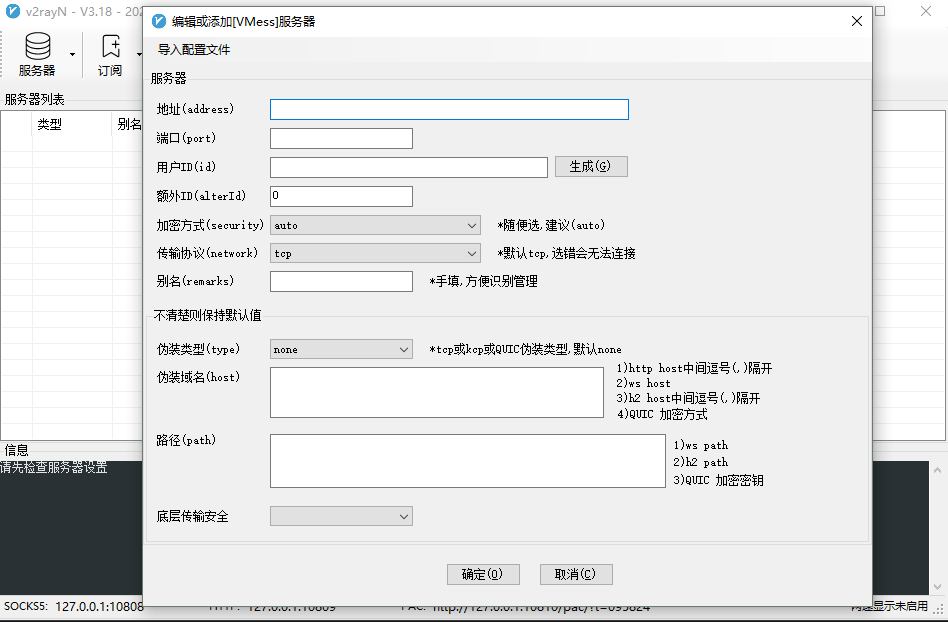 v2rayN - V3.18 - 202
编辑或添加[VMess]服务器
导入配置文件
服务器
订阅
服务器
服务器列表
类型
别名
地址(address)
端口(port)
用户ID(id)
生成(G)
额外ID(alterId)
0
加密方式(security)
auto
*随便选,建议(auto)
传输协议(network)
tcp
*默认tcp,选错会无法连接
别名(remarks)
*手填,方便识别管理
不清楚则保持默认值
伪装类型(type)
none
*tcp或kcp或QUIC伪装类型,默认none
伪装域名(host)
1)http host中间逗号(,)隔开
2)ws host
3)h2 host中间逗号(,)隔开
4)QUIC 加密方式
路径(path)
1)ws path
2)h2 path
3)QUIC 加密密钥
底层传输安全
确定(O)
取消(C)
信息
请先检查服务器设置
SOCKS5: 127.0.0.1:10808
HTTP: 127.0.0.1:10809
PAC: http://127.0.0.1:10810/pac/?t=095824
网速显示未启用